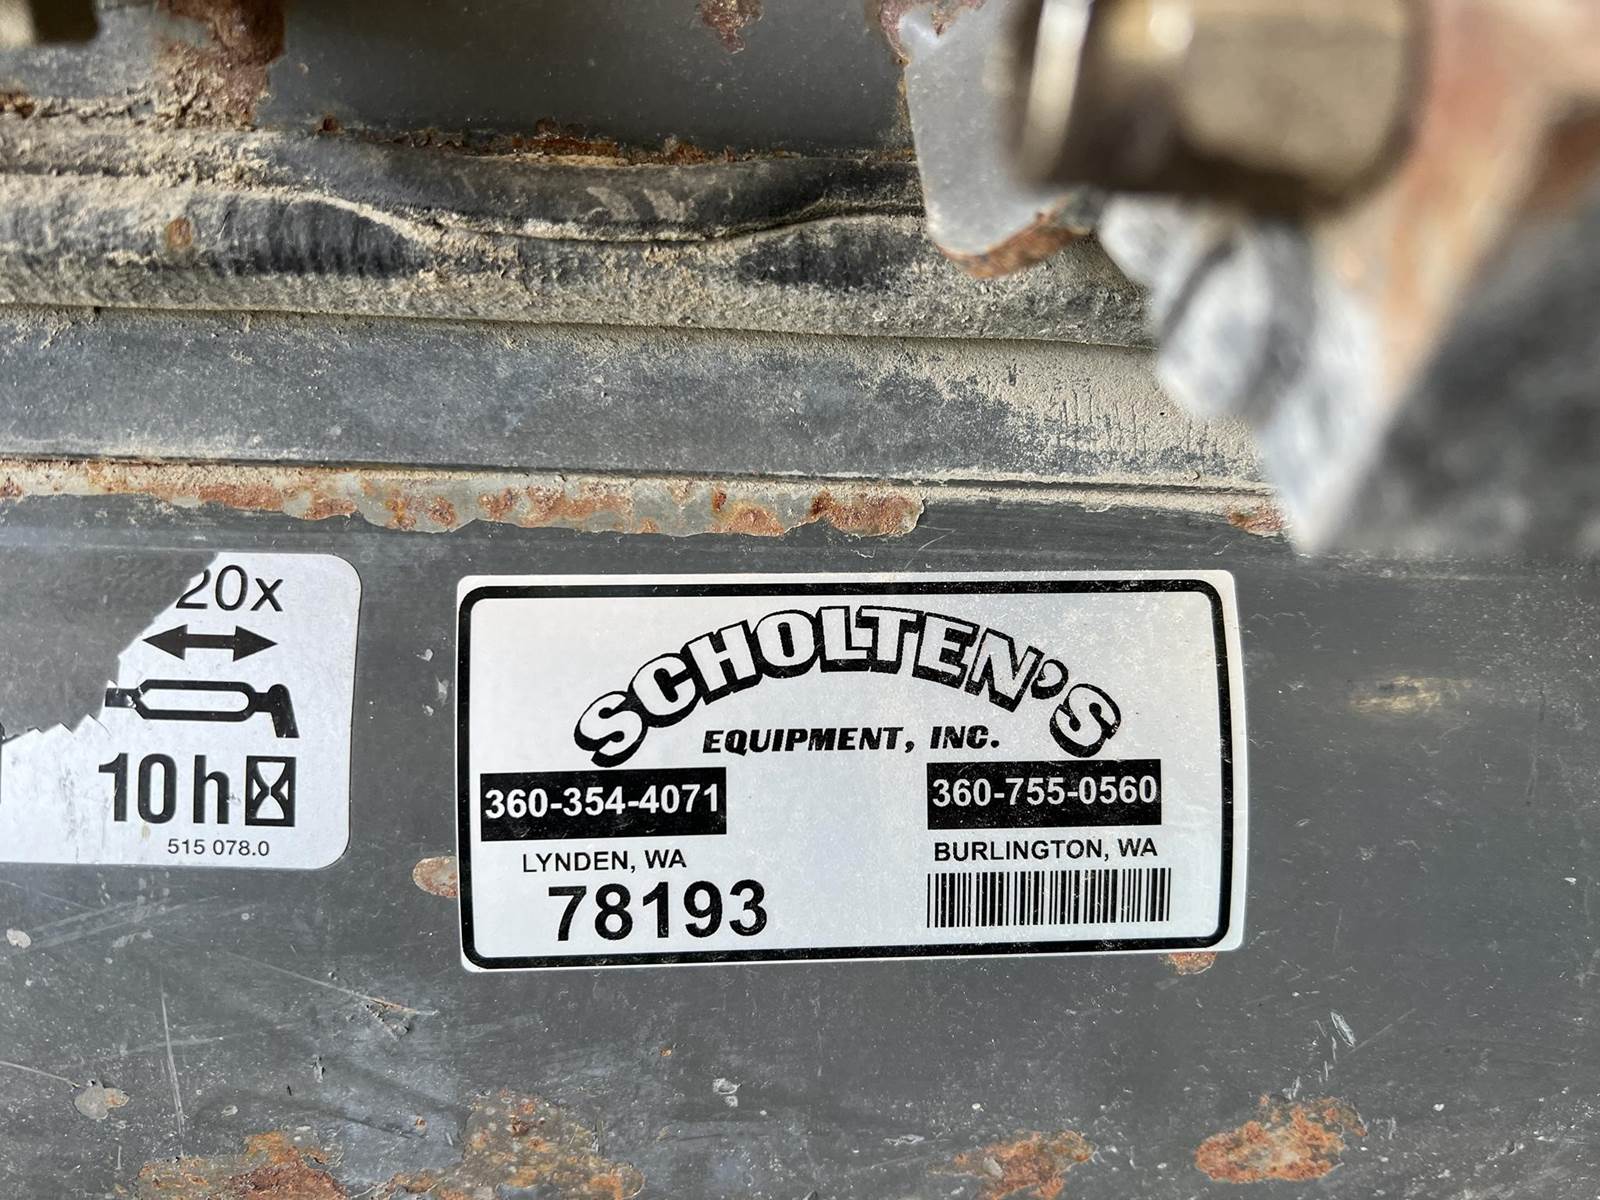 20x
10 h
515 078.0
SCHOLTEN'S
EQUIPMENT, INC.
360-354-4071
LYNDEN, WA
78193
360-755-0560
BURLINGTON, WA